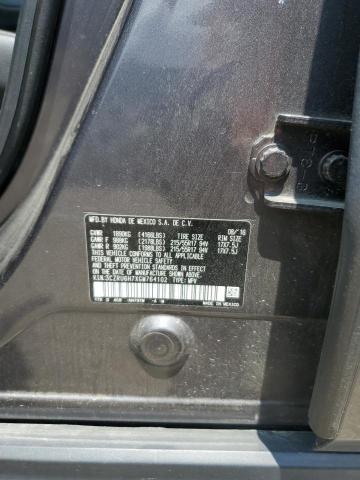 MFD.BY HONDA DE MEXICO S.A. DE C.V. 08/16
GVWR 1890KG (4166LBS) TIRE SIZE RIM SIZE
GAWR F 988KG (2178LBS) 215/55R17 94V 17X7.5J
GAWR R 902KG (1988LBS) 215/55R17 94V 17X7.5J
THIS VEHICLE CONFORMS TO ALL APPLICABLE
FEDERAL MOTOR VEHICLE SAFETY AND
THEFT PREVENTION STANDARDS IN EFFECT ON
THE DATE OF MANUFACTURE SHOWN ABOVE.
V.I.N:3CZRU6H7XGM764102 TYPE: MPV
MADE IN MEXICO